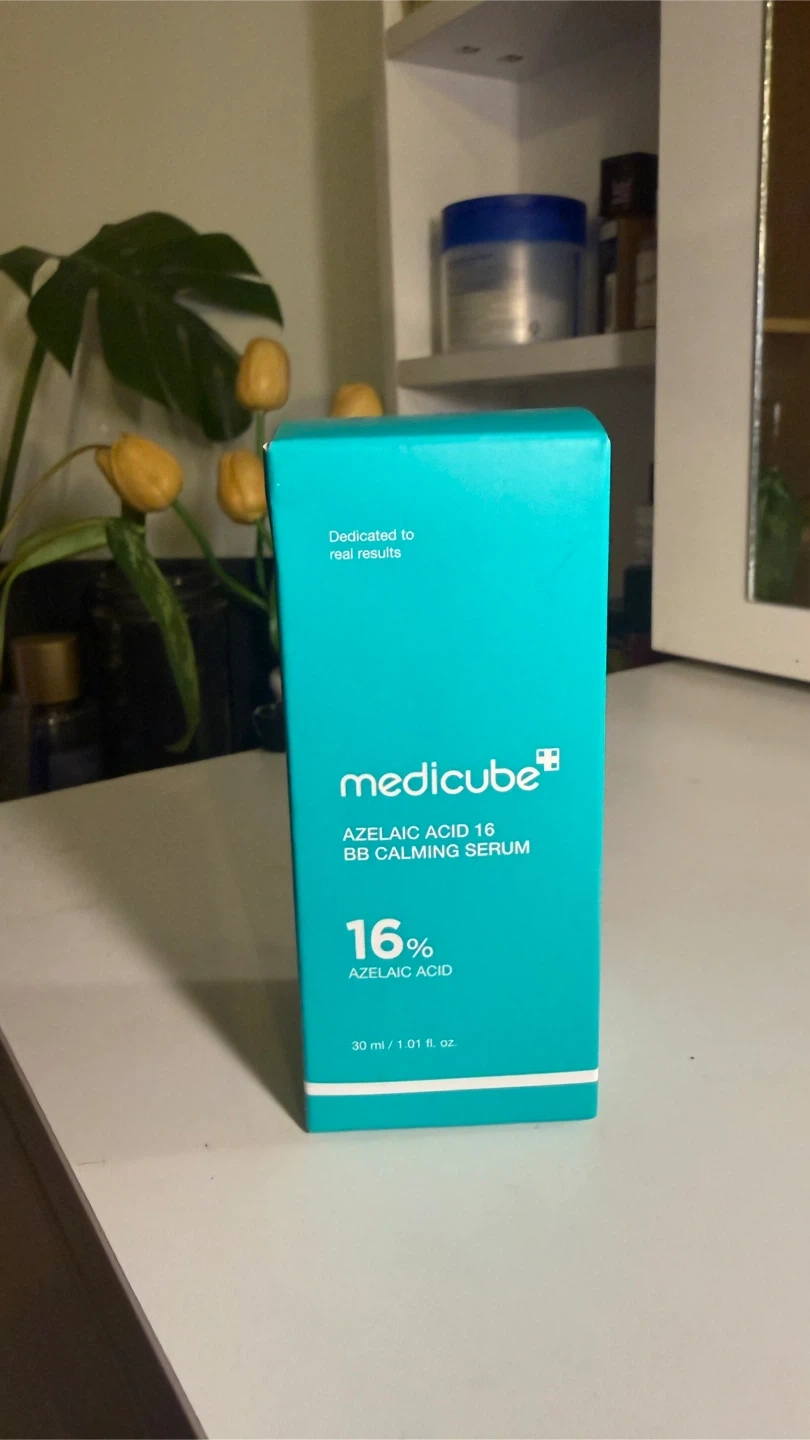 Dedicated to
real results
medicube
AZELAIC ACID 16
BB CALMING SERUM
16%
AZELAIC ACID
30 ml / 1.01 fl. oz.